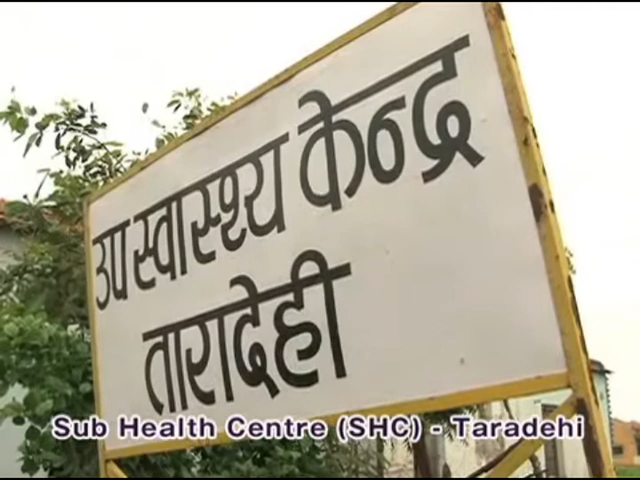 उप स्वास्थ्य केन्द्र
तारादेही
Sub Health Centre (SHC) - Taradehi